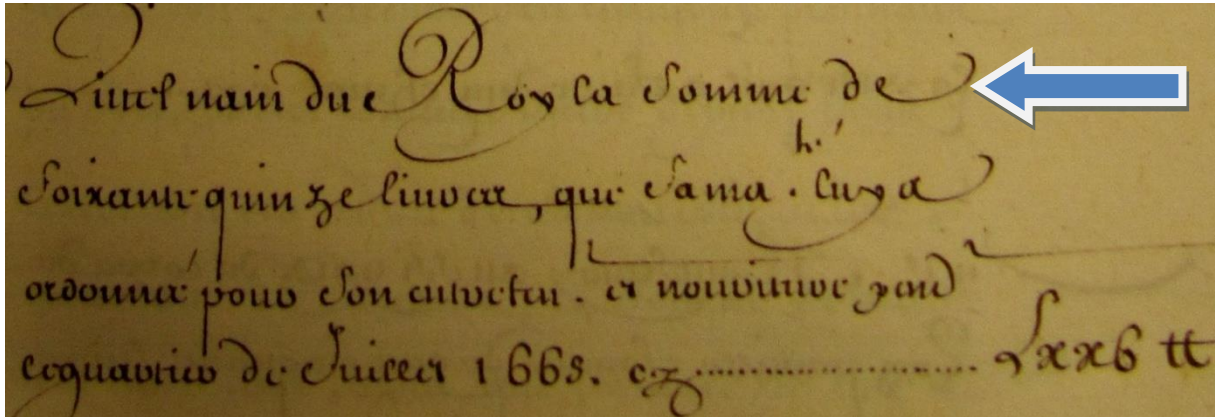 nain du Roy la Somme de
Soixante quinze livres, que Sa ma.té luy a
ordonné pour Son entretien. et nourriture pend
le quartier de Juillet 1668. cy .................... Lxxv tt